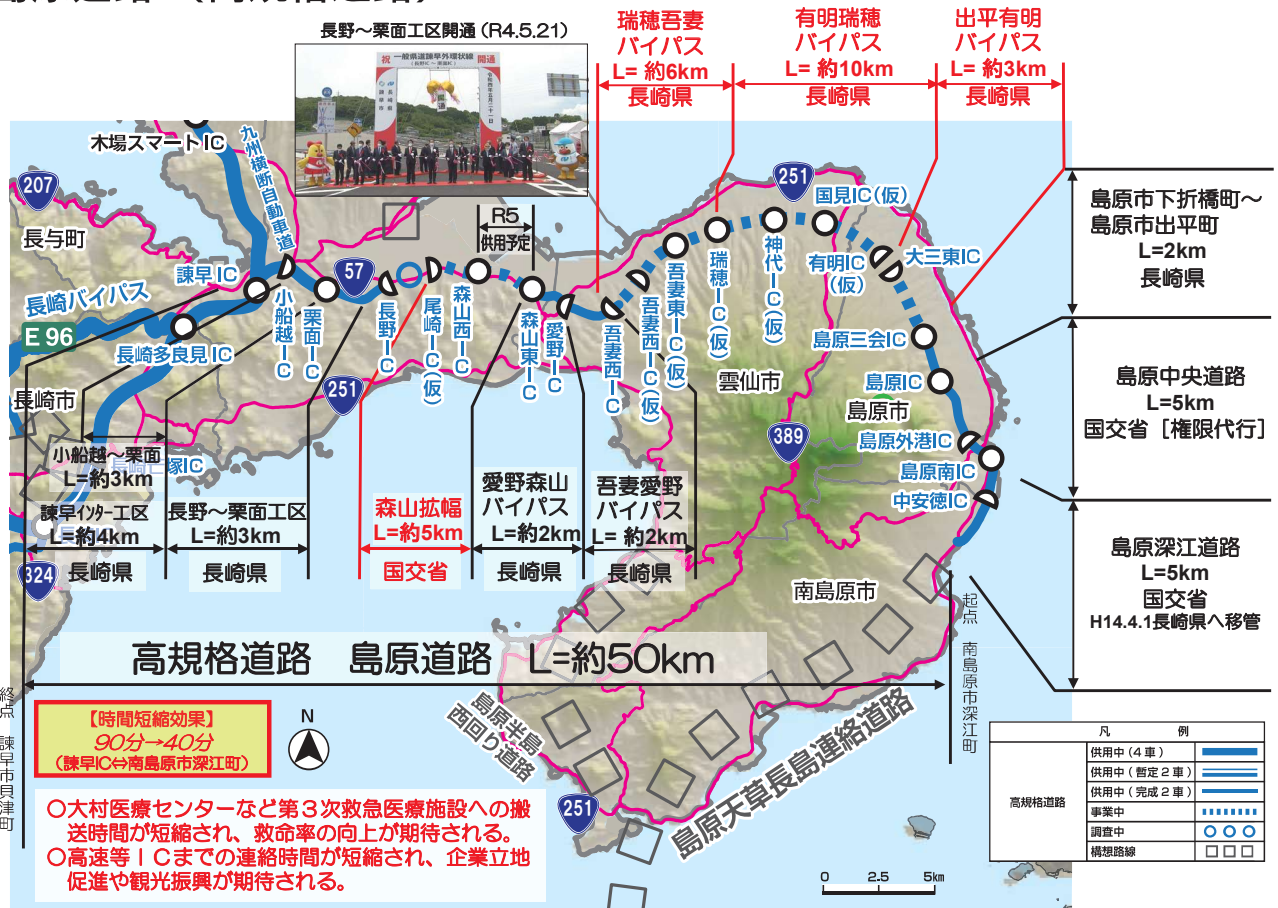 長野～栗面工区開通(R4.5.21)
祝 一般県道諫早外環状線 開通
瑞穂吾妻
バイパス
L= 約6km
長崎県
有明瑞穂
バイパス
L= 約10km
長崎県
出平有明
バイパス
L= 約3km
長崎県
木場スマートIC
九州横断自動車道
207
長与町
諫早IC
長崎バイパス
E 96
長崎多良見IC
小船越IC
栗面IC
57
長野IC
尾崎IC(仮)
森山西IC
R5
供用予定
森山東IC
愛野IC
吾妻西IC
吾妻西IC(仮)
吾妻東IC(仮)
瑞穂IC(仮)
神代IC(仮)
251
国見IC(仮)
有明IC
(仮)
大三東IC
島原三会IC
島原IC
島原市
島原外港IC
島原南IC
中安徳IC
雲仙市
389
南島原市
長崎市
251
島原市下折橋町～
島原市出平町
L=2km
長崎県
島原中央道路
L=5km
国交省［権限代行］
島原深江道路
L=5km
国交省
H14.4.1長崎県へ移管
小船越～栗面
L=約3km
塚IC
諫早インター工区
L=約4km
長崎県
324
長野～栗面工区
L=約3km
長崎県
森山拡幅
L=約5km
国交省
愛野森山
バイパス
L=約2km
長崎県
吾妻愛野
バイパス
L= 約2km
長崎県
高規格道路 島原道路 L=約50km
起点 南島原市深江町
終点 諫早市貝津町
【時間短縮効果】
90分→40分
(諫早IC⇔南島原市深江町)
N
島原半島
西回り道路
251
島原天草長島連絡道路
○大村医療センターなど第3次救急医療施設への搬
送時間が短縮され、救命率の向上が期待される。
○高速等ICまでの連絡時間が短縮され、企業立地
促進や観光振興が期待される。
0 2.5 5km
凡 例
高規格道路
供用中(4車)
供用中(暫定2車)
供用中(完成2車)
事業中
調査中
構想路線